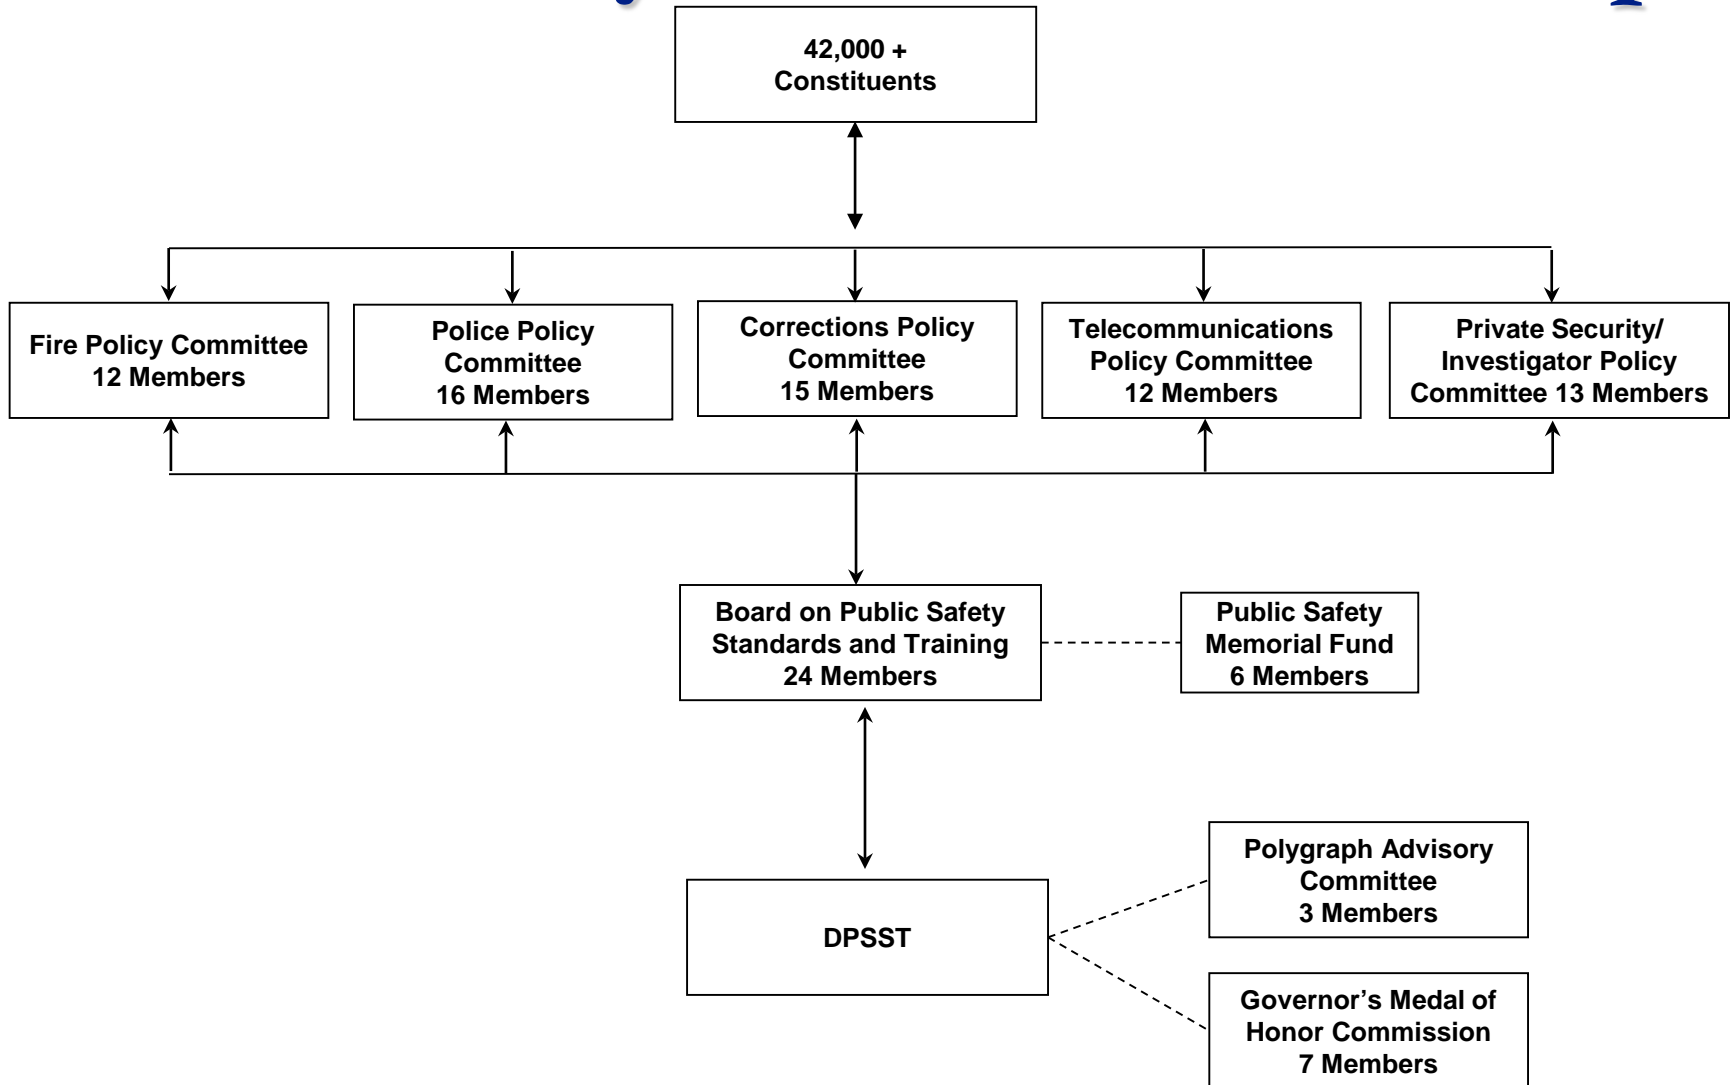 42,000 +
Constituents
Fire Policy Committee
12 Members
Police Policy
Committee
16 Members
Corrections Policy
Committee
15 Members
Telecommunications
Policy Committee
12 Members
Private Security/
Investigator Policy
Committee 13 Members
Board on Public Safety
Standards and Training
24 Members
Public Safety
Memorial Fund
6 Members
Polygraph Advisory
Committee
3 Members
DPSST
Governor’s Medal of
Honor Commission
7 Members